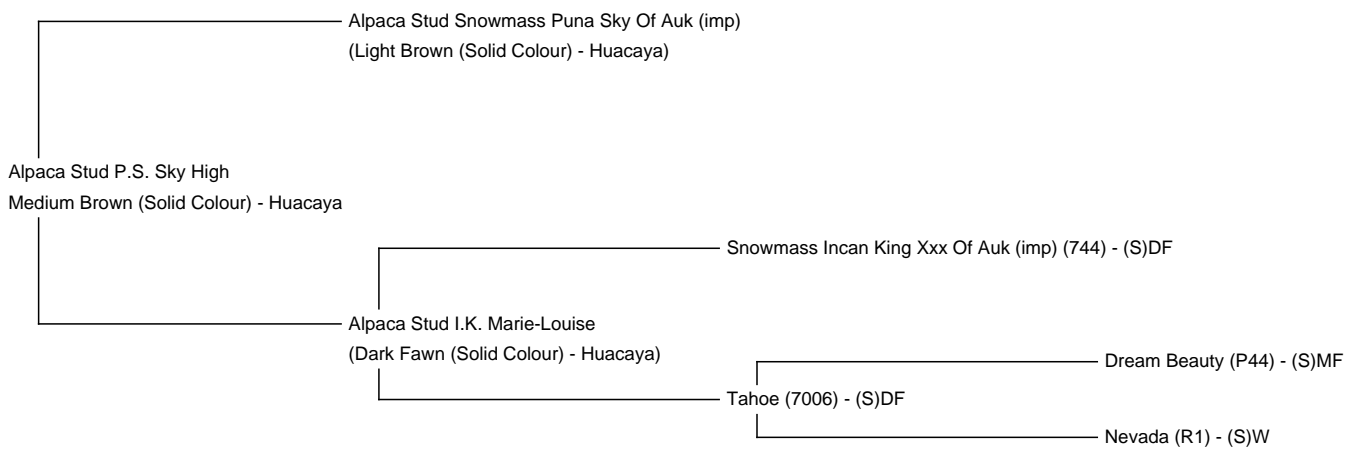 Alpaca Stud Snowmass Puna Sky Of Auk (imp)
(Light Brown (Solid Colour) - Huacaya)
Alpaca Stud P.S. Sky High
Medium Brown (Solid Colour) - Huacaya
Snowmass Incan King Xxx Of Auk (imp) (744) - (S)DF
Alpaca Stud I.K. Marie-Louise
(Dark Fawn (Solid Colour) - Huacaya)
Dream Beauty (P44) - (S)MF
Tahoe (7006) - (S)DF
Nevada (R1) - (S)W